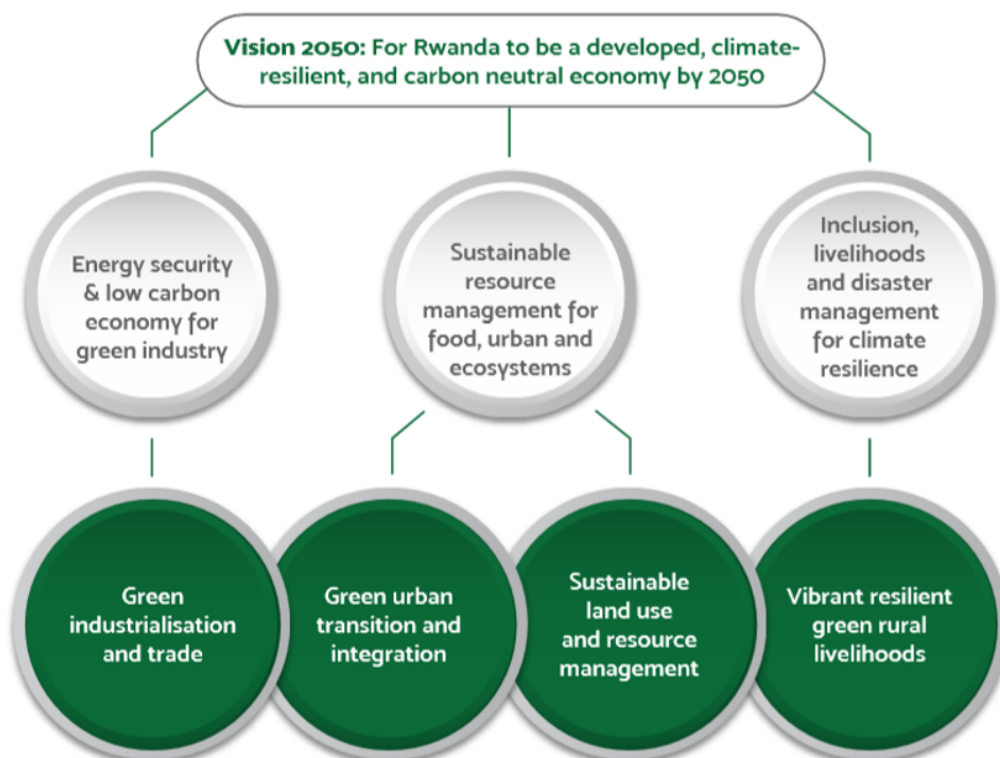 Vision 2050: For Rwanda to be a developed, climate-
resilient, and carbon neutral economy by 2050
Energy security
& low carbon
economy for
green industry
Sustainable
resource
management for
food, urban and
ecosystems
Inclusion,
livelihoods
and disaster
management
for climate
resilience
Green
industrialisation
and trade
Green urban
transition and
integration
Sustainable
land use
and resource
management
Vibrant resilient
green rural
livelihoods